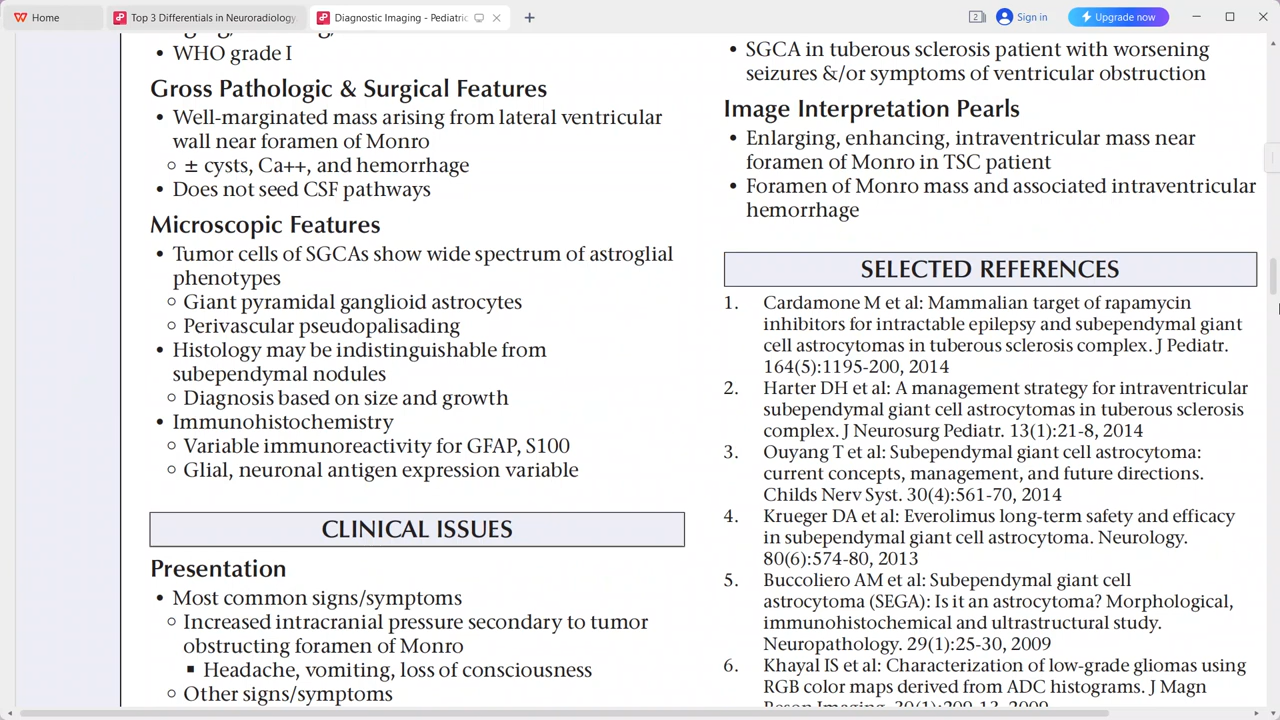 Home
Top 3 Differentials in Neuroradiology.
Diagnostic Imaging - Pediatric
2
Sign in
Upgrade now
• WHO grade I
Gross Pathologic & Surgical Features
• Well-marginated mass arising from lateral ventricular
wall near foramen of Monro
○ ± cysts, Ca++, and hemorrhage
• Does not seed CSF pathways
Microscopic Features
• Tumor cells of SGCAs show wide spectrum of astroglial
phenotypes
○ Giant pyramidal ganglioid astrocytes
○ Perivascular pseudopalisading
• Histology may be indistinguishable from
subependymal nodules
○ Diagnosis based on size and growth
• Immunohistochemistry
○ Variable immunoreactivity for GFAP, S100
○ Glial, neuronal antigen expression variable
CLINICAL ISSUES
Presentation
• Most common signs/symptoms
○ Increased intracranial pressure secondary to tumor
obstructing foramen of Monro
▪ Headache, vomiting, loss of consciousness
○ Other signs/symptoms
• SGCA in tuberous sclerosis patient with worsening
seizures &/or symptoms of ventricular obstruction
Image Interpretation Pearls
• Enlarging, enhancing, intraventricular mass near
foramen of Monro in TSC patient
• Foramen of Monro mass and associated intraventricular
hemorrhage
SELECTED REFERENCES
1. Cardamone M et al: Mammalian target of rapamycin
inhibitors for intractable epilepsy and subependymal giant
cell astrocytomas in tuberous sclerosis complex. J Pediatr.
164(5):1195-200, 2014
2. Harter DH et al: A management strategy for intraventricular
subependymal giant cell astrocytomas in tuberous sclerosis
complex. J Neurosurg Pediatr. 13(1):21-8, 2014
3. Ouyang T et al: Subependymal giant cell astrocytoma:
current concepts, management, and future directions.
Childs Nerv Syst. 30(4):561-70, 2014
4. Krueger DA et al: Everolimus long-term safety and efficacy
in subependymal giant cell astrocytoma. Neurology.
80(6):574-80, 2013
5. Buccoliero AM et al: Subependymal giant cell
astrocytoma (SEGA): Is it an astrocytoma? Morphological,
immunohistochemical and ultrastructural study.
Neuropathology. 29(1):25-30, 2009
6. Khayal IS et al: Characterization of low-grade gliomas using
RGB color maps derived from ADC histograms. J Magn
Reson Imaging. 30(1):209-13, 2009